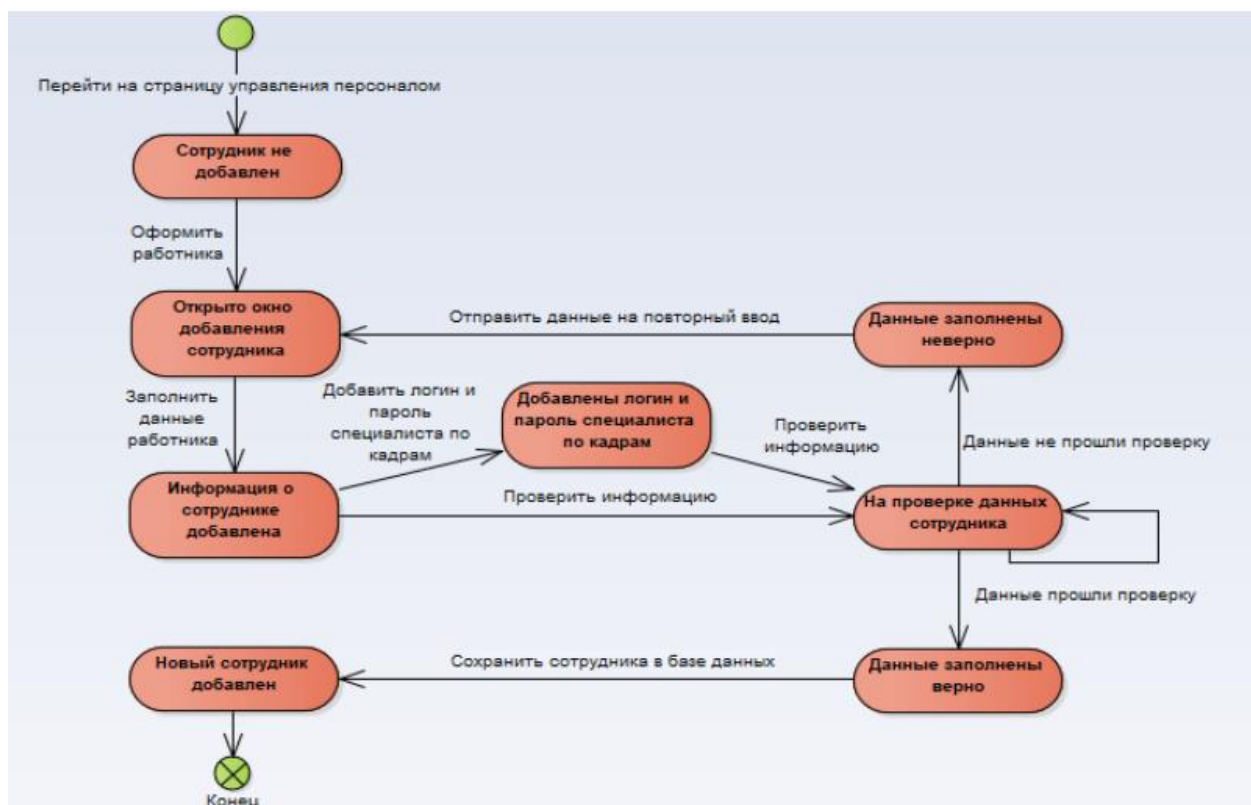 Перейти на страницу управления персоналом
Сотрудник не
добавлен
Оформить
работника
Открыто окно
добавления
сотрудника
Отправить данные на повторный ввод
Данные заполнены
неверно
Заполнить
данные
работника
Добавить логин и
пароль
специалиста по
кадрам
Добавлены логин и
пароль специалиста
по кадрам
Проверить
информацию
Данные не прошли проверку
Информация о
сотруднике
добавлена
Проверить информацию
На проверке данных
сотрудника
Данные прошли проверку
Новый сотрудник
добавлен
Сохранить сотрудника в базе данных
Данные заполнены
верно
Конец